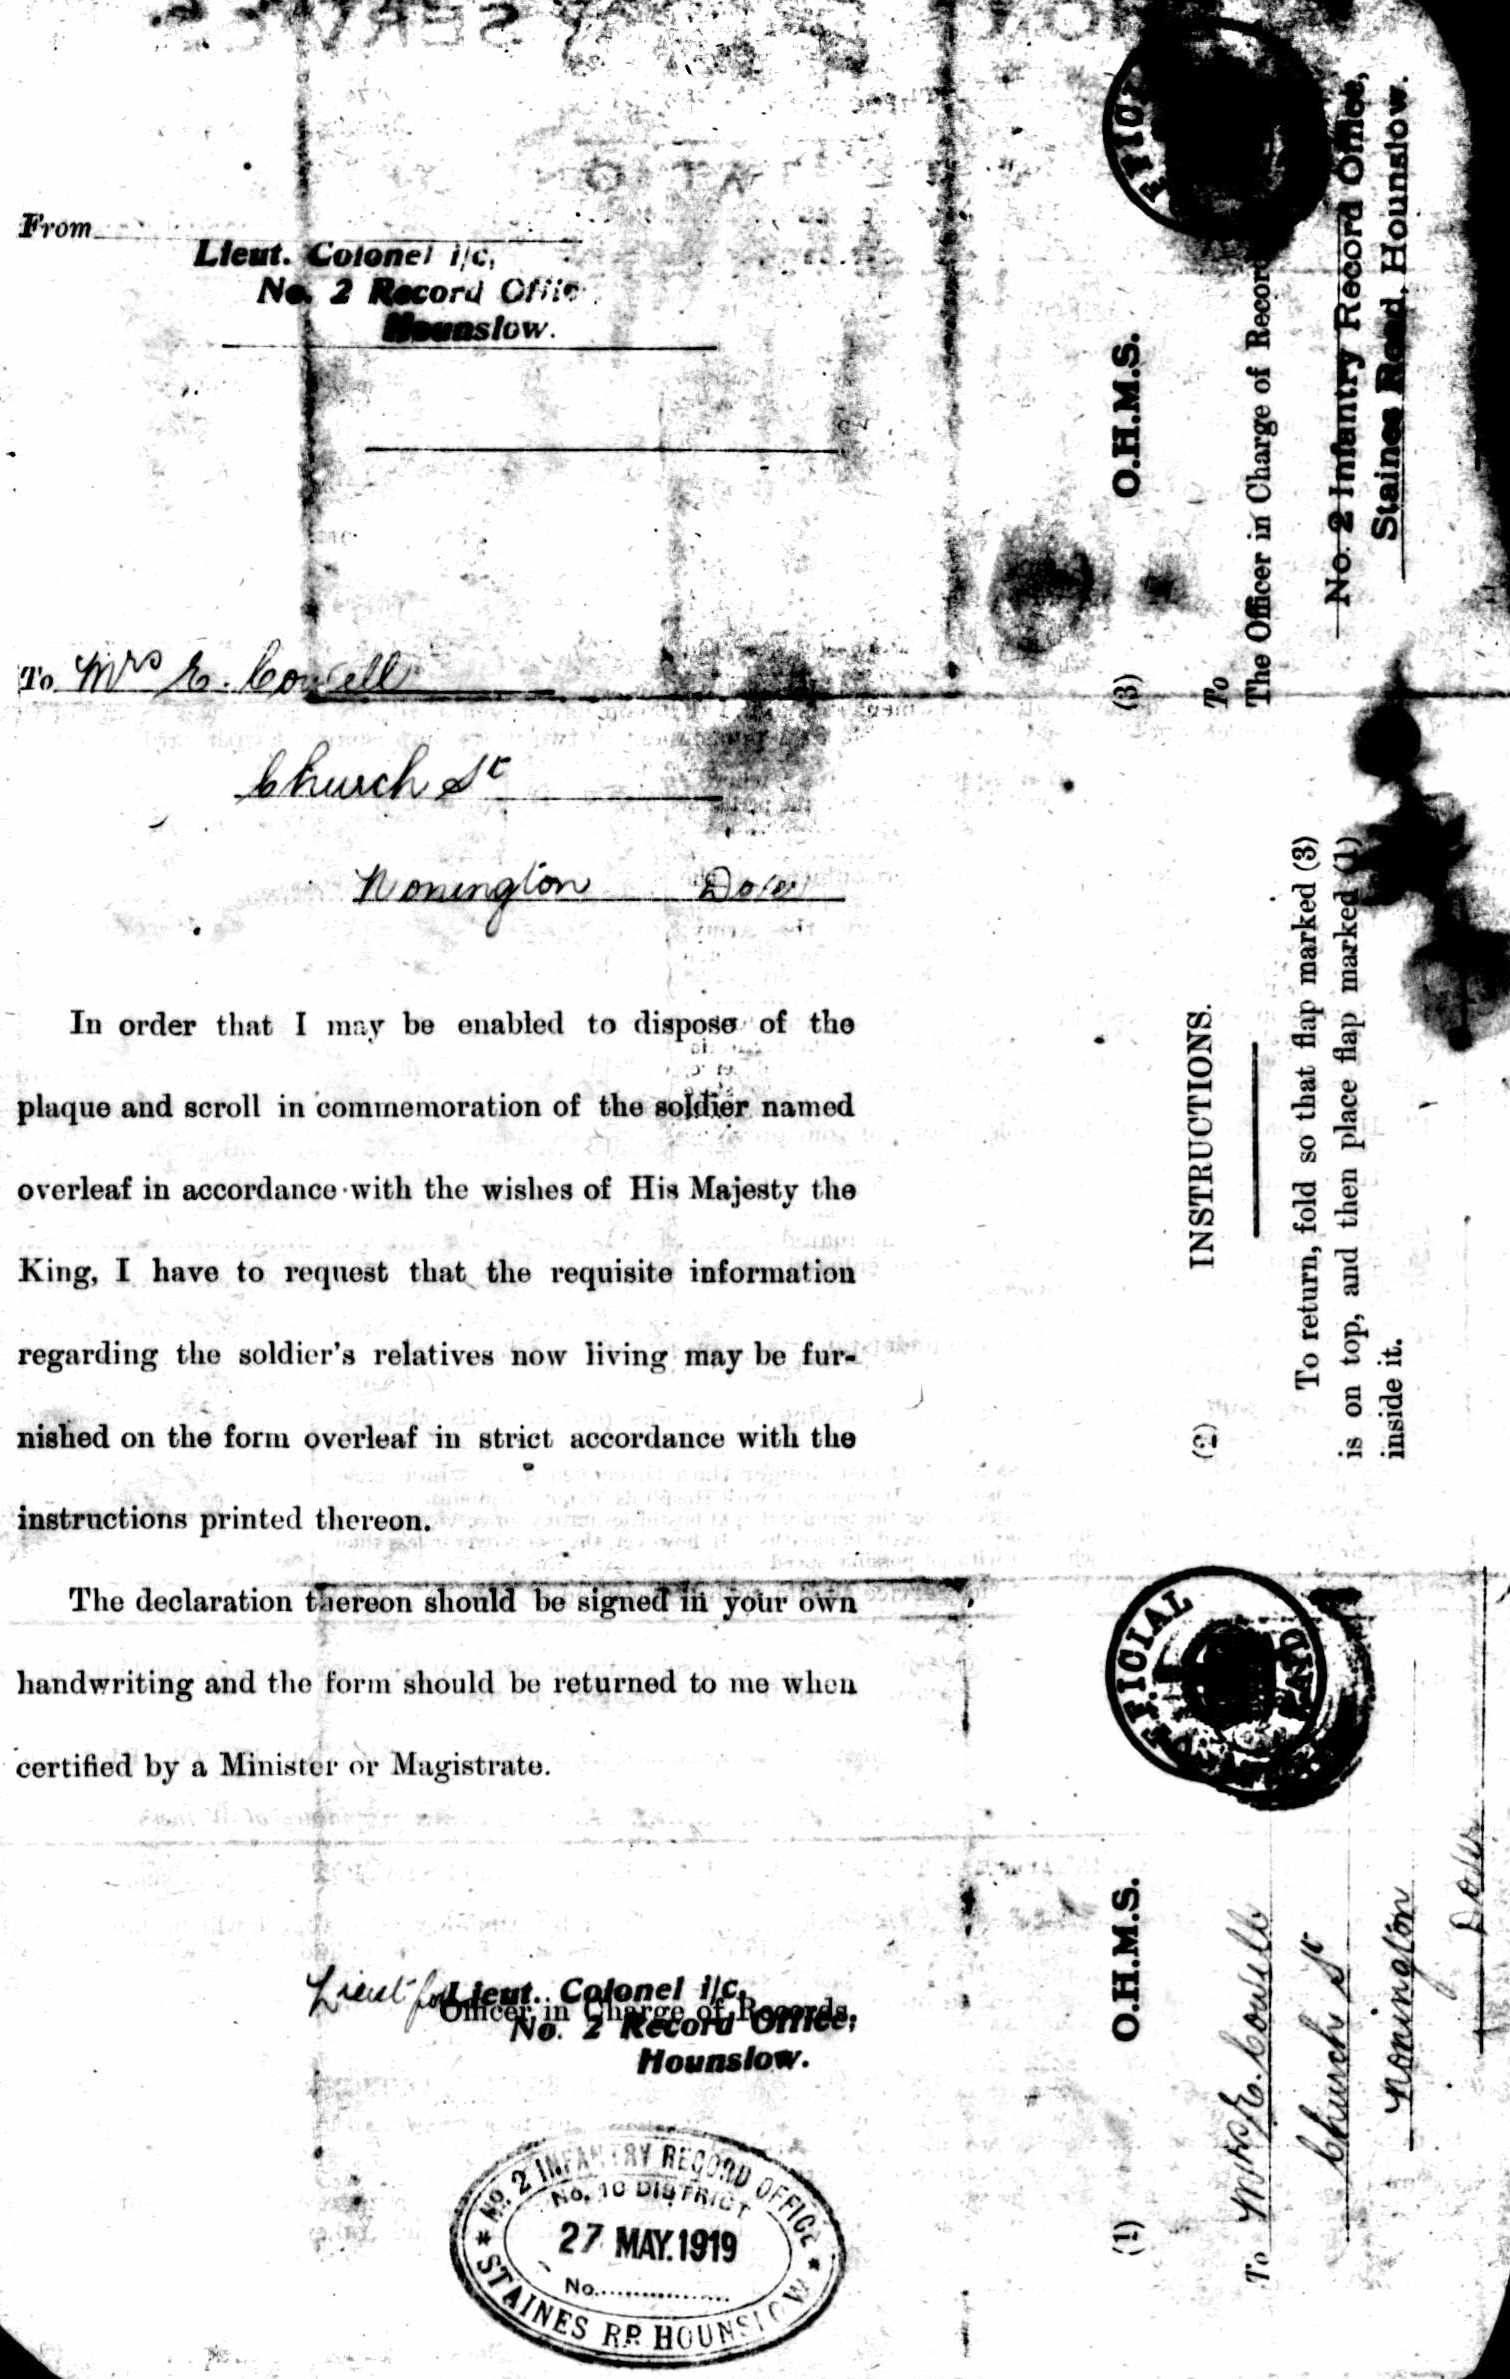 From
Lieut. Colonel i/c,
No. 2 Record Office
Hounslow.
To Mrs E. Cowell
Church St
Nonington Dover
In order that I may be enabled to dispose of the
plaque and scroll in commemoration of the soldier named
overleaf in accordance with the wishes of His Majesty the
King, I have to request that the requisite information
regarding the soldier's relatives now living may be fur-
nished on the form overleaf in strict accordance with the
instructions printed thereon.
The declaration thereon should be signed in your own
handwriting and the form should be returned to me when
certified by a Minister or Magistrate.
Lieut for Lieut. Colonel i/c,
Officer in Charge of Records,
No. 2 Record Office,
Hounslow.
No. 2 INFANTRY RECORD OFFICE
No. 10 DISTRICT
27 MAY. 1919
No.
STAINES RD. HOUNSLOW
(3)
O.H.M.S.
To
The Officer in Charge of Record
No. 2 Infantry Record Office,
Staines Road, Hounslow.
(2)
INSTRUCTIONS.
To return, fold so that flap marked (3)
is on top, and then place flap marked (1)
inside it.
OFFICIAL
(1)
O.H.M.S.
To Mrs E. Cowell
Church St
Nonington
Dover